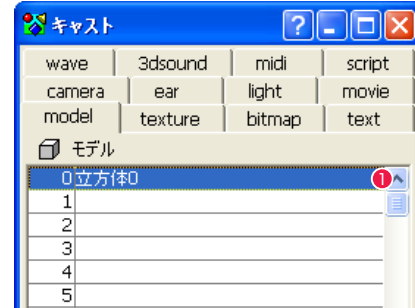 キャスト
wave 3dsound midi script
camera ear light movie
model texture bitmap text
モデル
0 立方体0 1
1
2
3
4
5